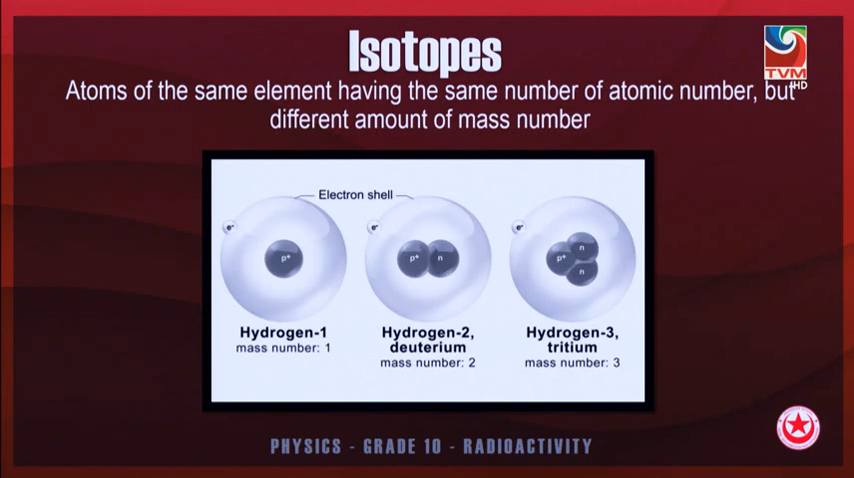 Isotopes
TVM
HD
Atoms of the same element having the same number of atomic number, but
different amount of mass number
Electron shell
e-
e-
e-
p+
p+ n
n
p+
n
Hydrogen-1
mass number: 1
Hydrogen-2,
deuterium
mass number: 2
Hydrogen-3,
tritium
mass number: 3
PHYSICS - GRADE 10 - RADIOACTIVITY